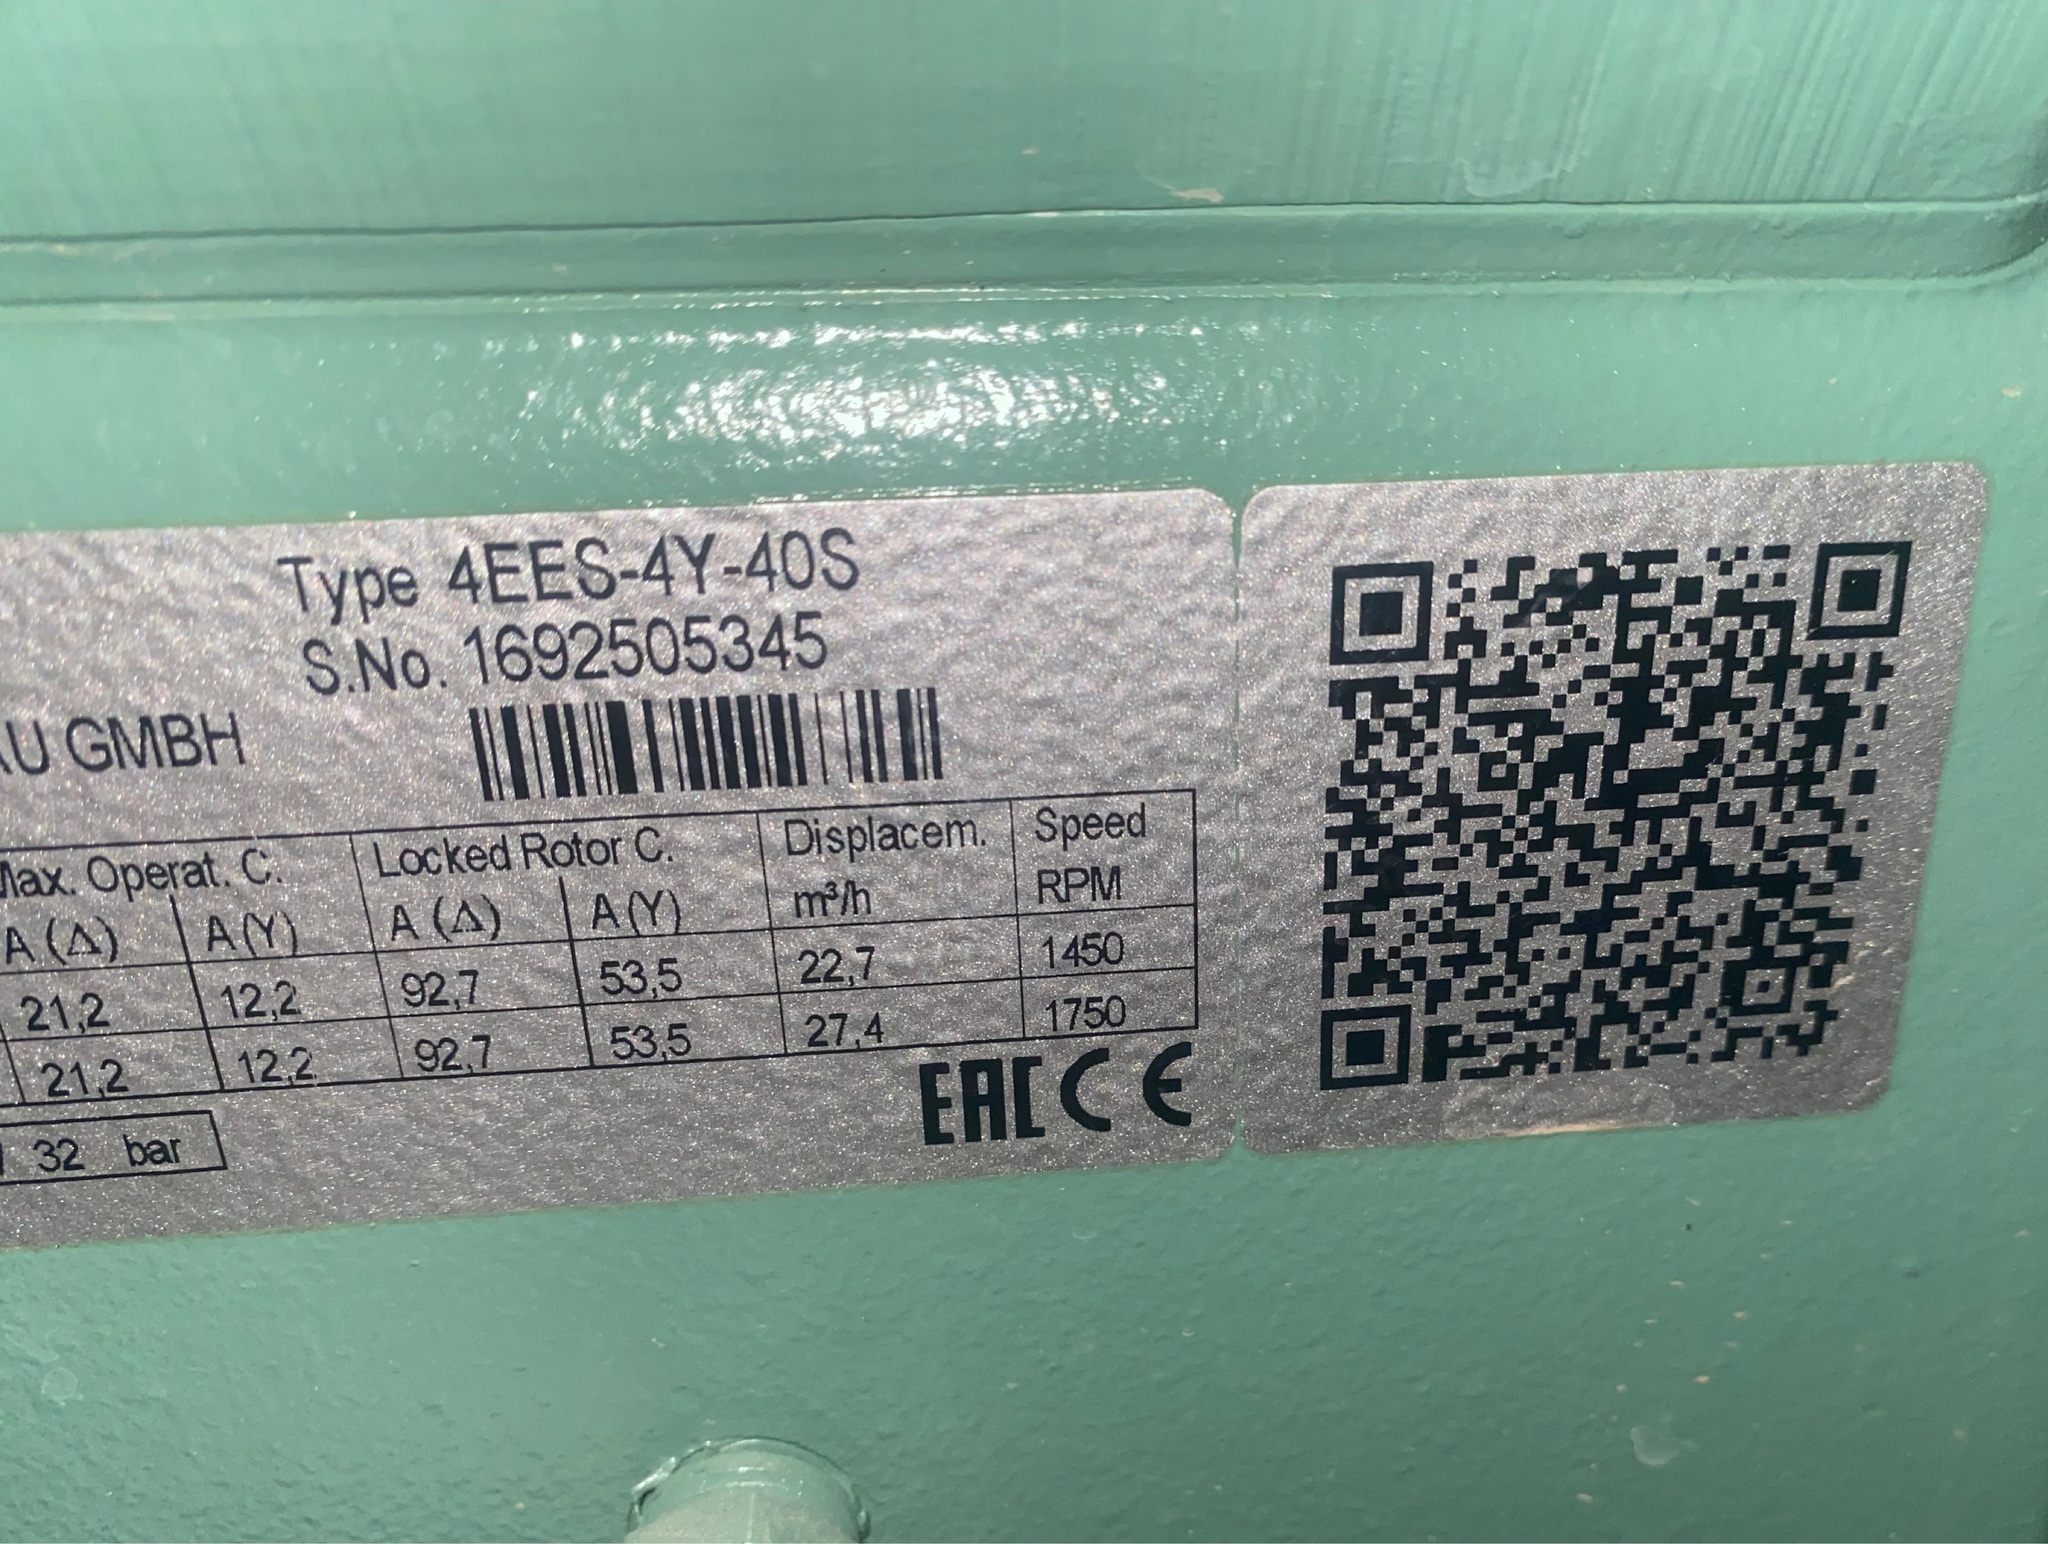 Type 4EES-4Y-40S
S.No. 1692505345
U GMBH
Max. Operat. C. Locked Rotor C. Displacem. Speed
A (Δ) A (Y) A (Δ) A (Y) m³/h RPM
21,2 12,2 92,7 53,5 22,7 1450
21,2 12,2 92,7 53,5 27,4 1750
32 bar
EAC CE